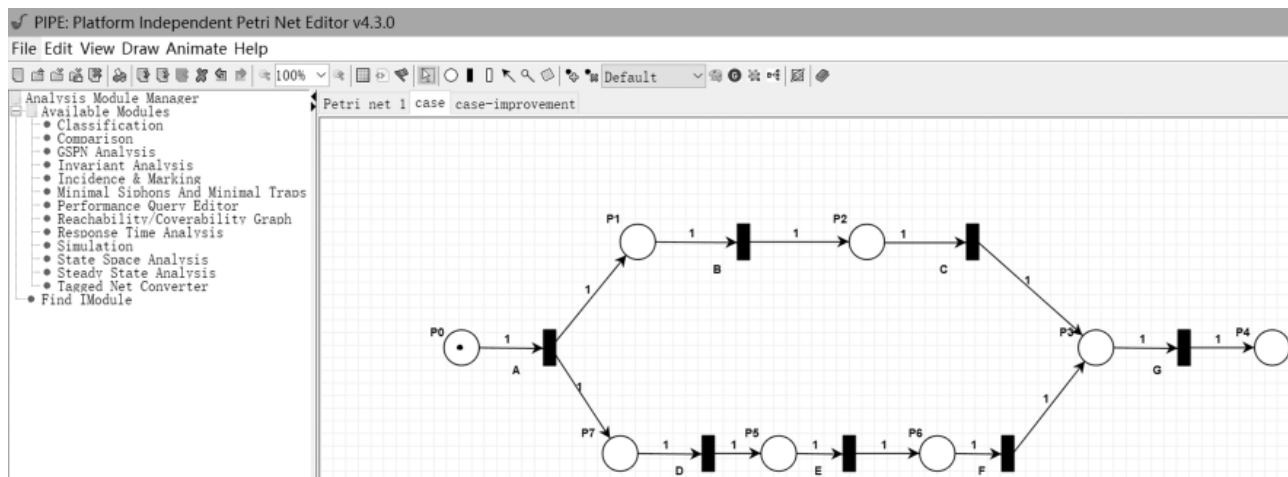 PIPE: Platform Independent Petri Net Editor v4.3.0
File Edit View Draw Animate Help
100% Default
Analysis Module Manager
Available Modules
Classification
Comparison
GSPN Analysis
Invariant Analysis
Incidence & Marking
Minimal Siphons And Minimal Traps
Performance Query Editor
Reachability/Coverability Graph
Response Time Analysis
Simulation
State Space Analysis
Steady State Analysis
Tagged Net Converter
Find IModule
Petri net 1 case case-improvement
P1 P2
1 1 1
B C
1 1
P0 P3 P4
1 1 1
A G
1 1
P7 P5 P6
1 1 1 1 1
D E F